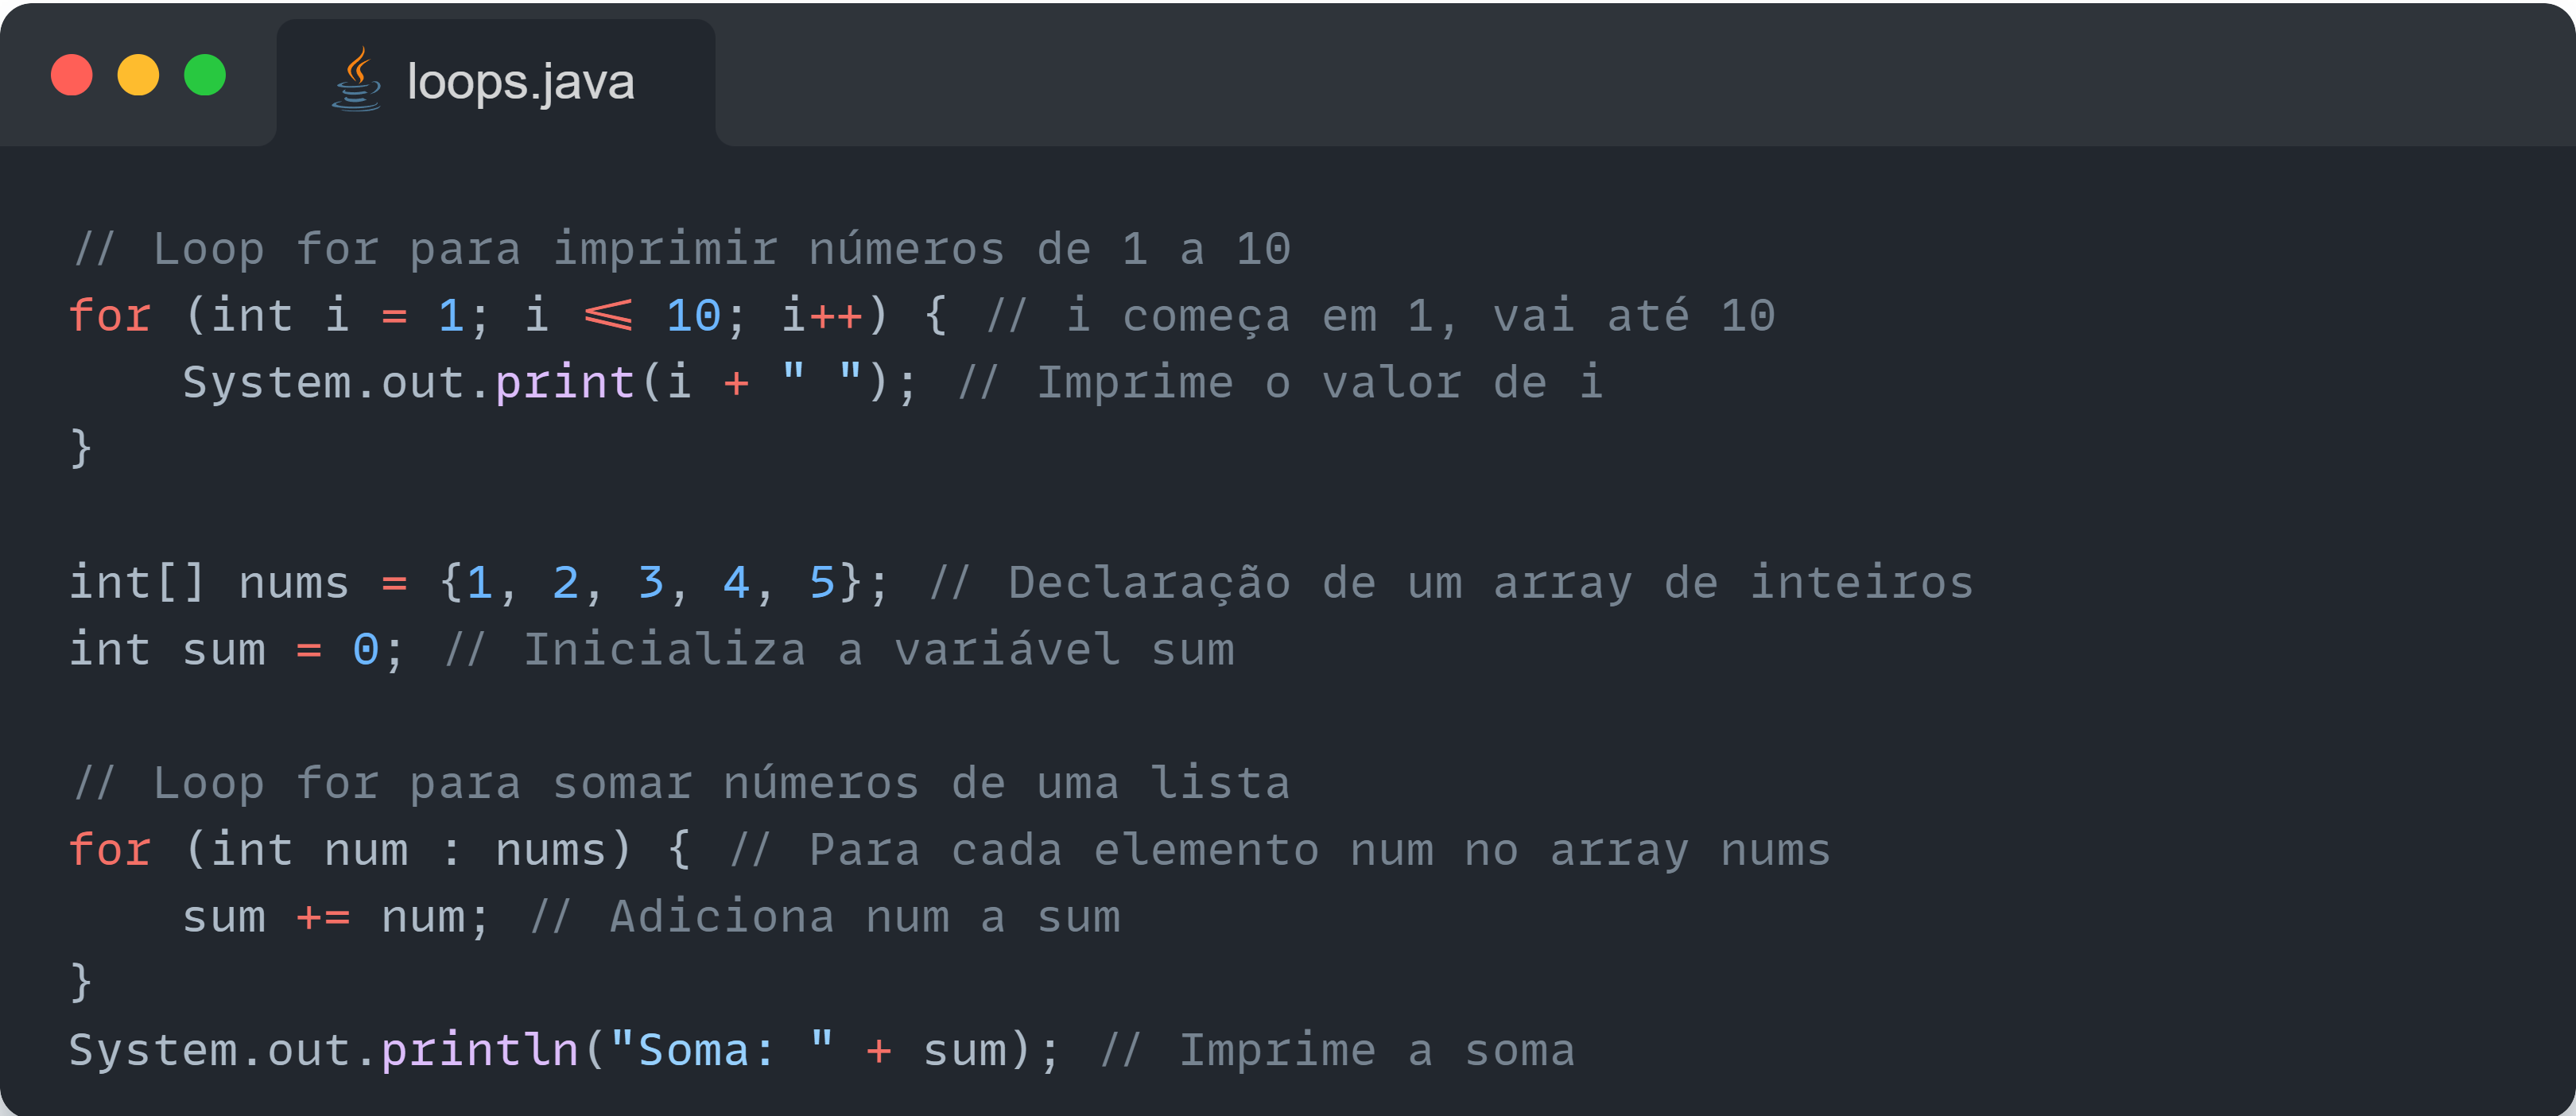 loops.java
// Loop for para imprimir números de 1 a 10
for (int i = 1; i <= 10; i++) { // i começa em 1, vai até 10
    System.out.print(i + " "); // Imprime o valor de i
}
int[] nums = {1, 2, 3, 4, 5}; // Declaração de um array de inteiros
int sum = 0; // Inicializa a variável sum
// Loop for para somar números de uma lista
for (int num : nums) { // Para cada elemento num no array nums
    sum += num; // Adiciona num a sum
}
System.out.println("Soma: " + sum); // Imprime a soma